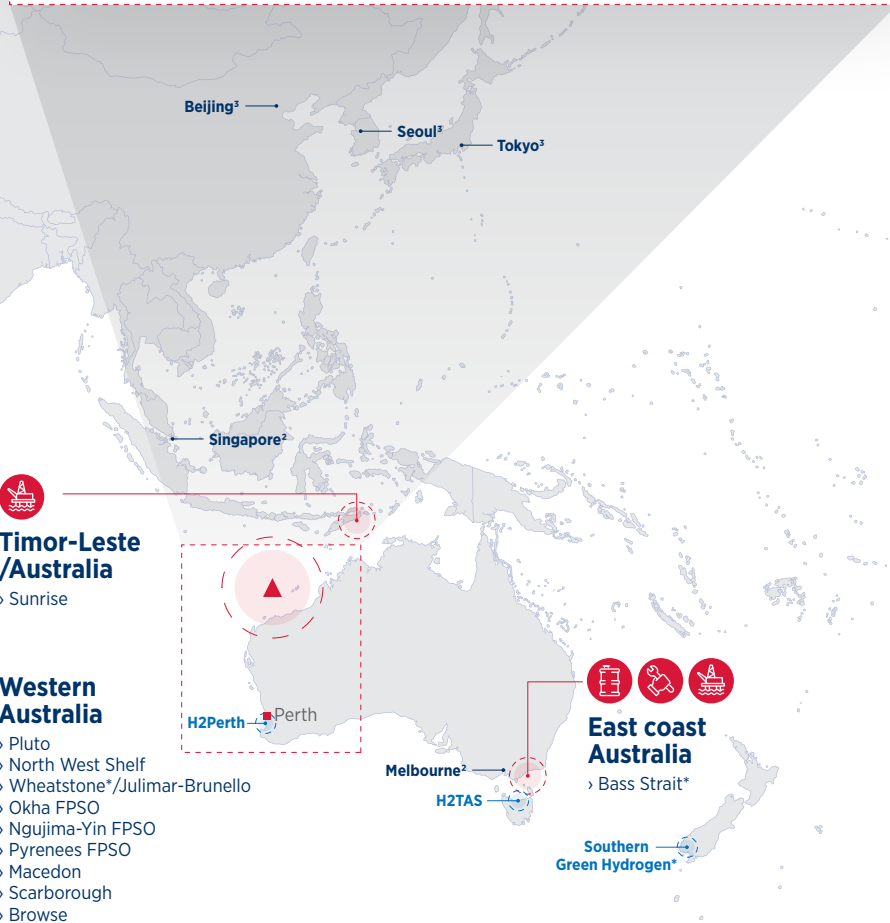 Beijing³
Seoul³
Tokyo³
Singapore²
Timor-Leste
/Australia
› Sunrise
Western
Australia
› Pluto
› North West Shelf
› Wheatstone*/Julimar-Brunello
› Okha FPSO
› Ngujima-Yin FPSO
› Pyrenees FPSO
› Macedon
› Scarborough
› Browse
H2Perth
Perth
Melbourne²
H2TAS
East coast
Australia
› Bass Strait*
Southern
Green Hydrogen*